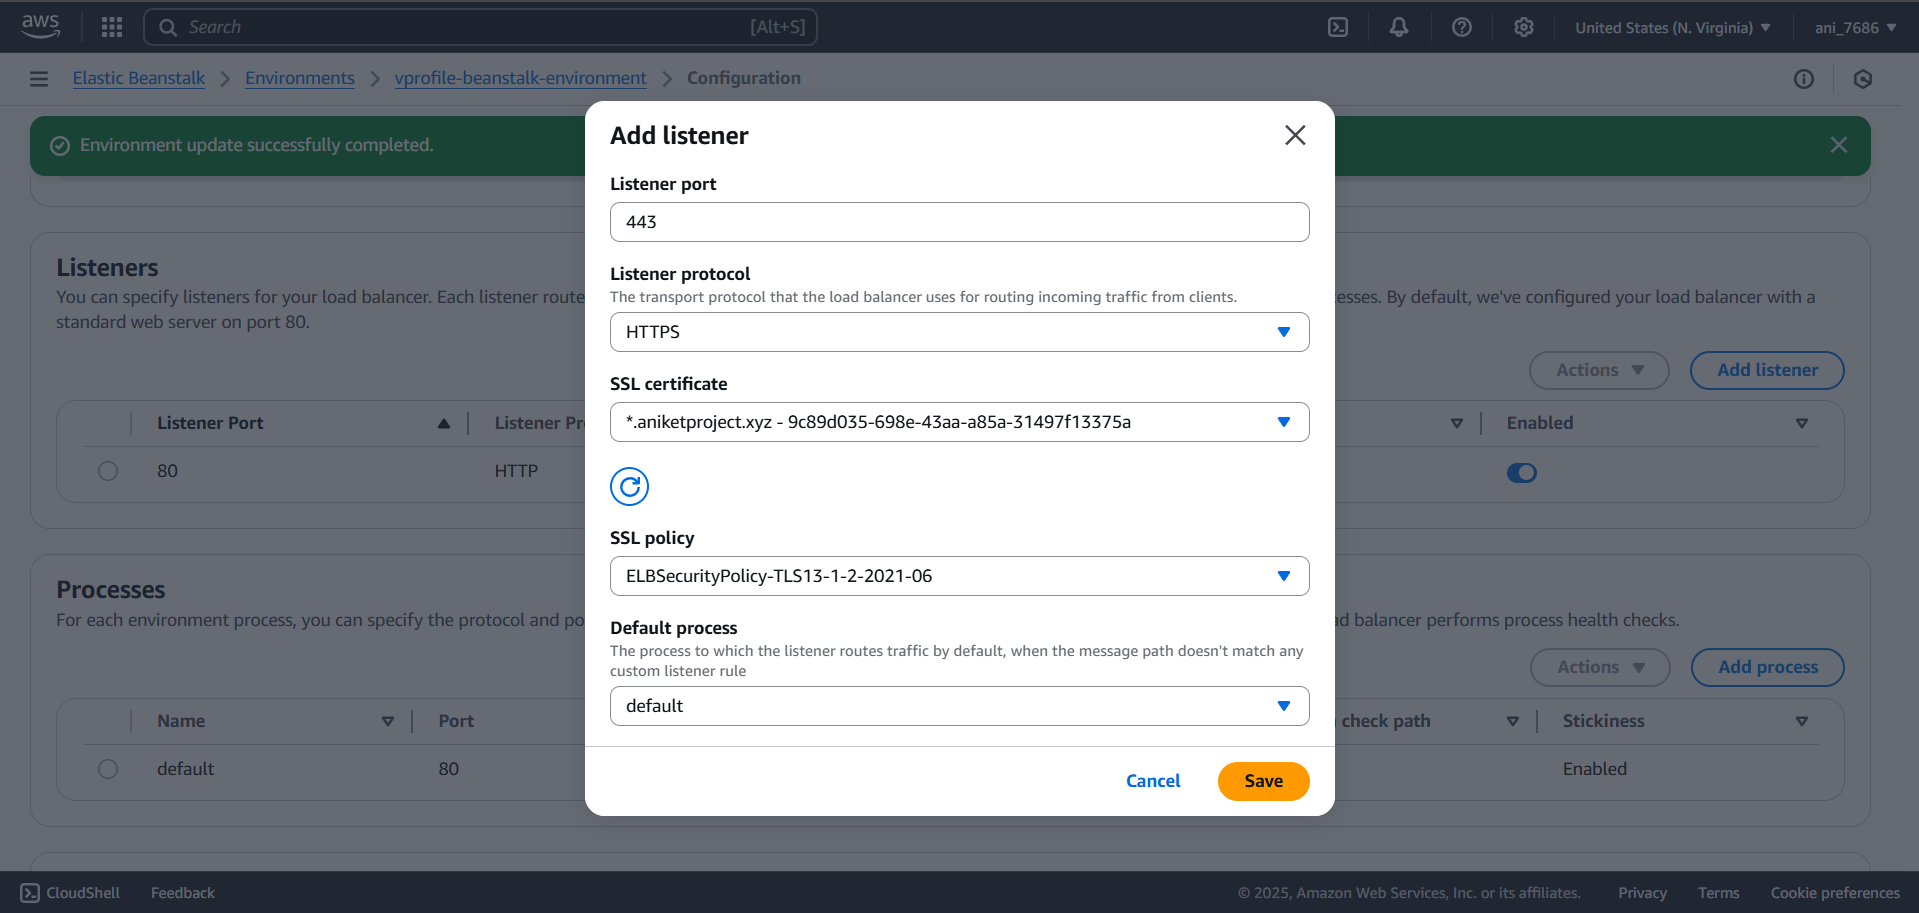 aws
Search
[Alt+S]
United States (N. Virginia)
ani_7686
Elastic Beanstalk
Environments
vprofile-beanstalk-environment
Configuration
Environment update successfully completed.
Listeners
You can specify listeners for your load balancer. Each listener route
esses. By default, we've configured your load balancer with a
standard web server on port 80.
Actions
Add listener
Listener Port
Listener Pr
Enabled
80
HTTP
Processes
For each environment process, you can specify the protocol and po
ad balancer performs process health checks.
Actions
Add process
Name
Port
check path
Stickiness
default
80
Enabled
Add listener
Listener port
443
Listener protocol
The transport protocol that the load balancer uses for routing incoming traffic from clients.
HTTPS
SSL certificate
*.aniketproject.xyz - 9c89d035-698e-43aa-a85a-31497f13375a
SSL policy
ELBSecurityPolicy-TLS13-1-2-2021-06
Default process
The process to which the listener routes traffic by default, when the message path doesn't match any
custom listener rule
default
Cancel
Save
CloudShell
Feedback
© 2025, Amazon Web Services, Inc. or its affiliates.
Privacy
Terms
Cookie preferences